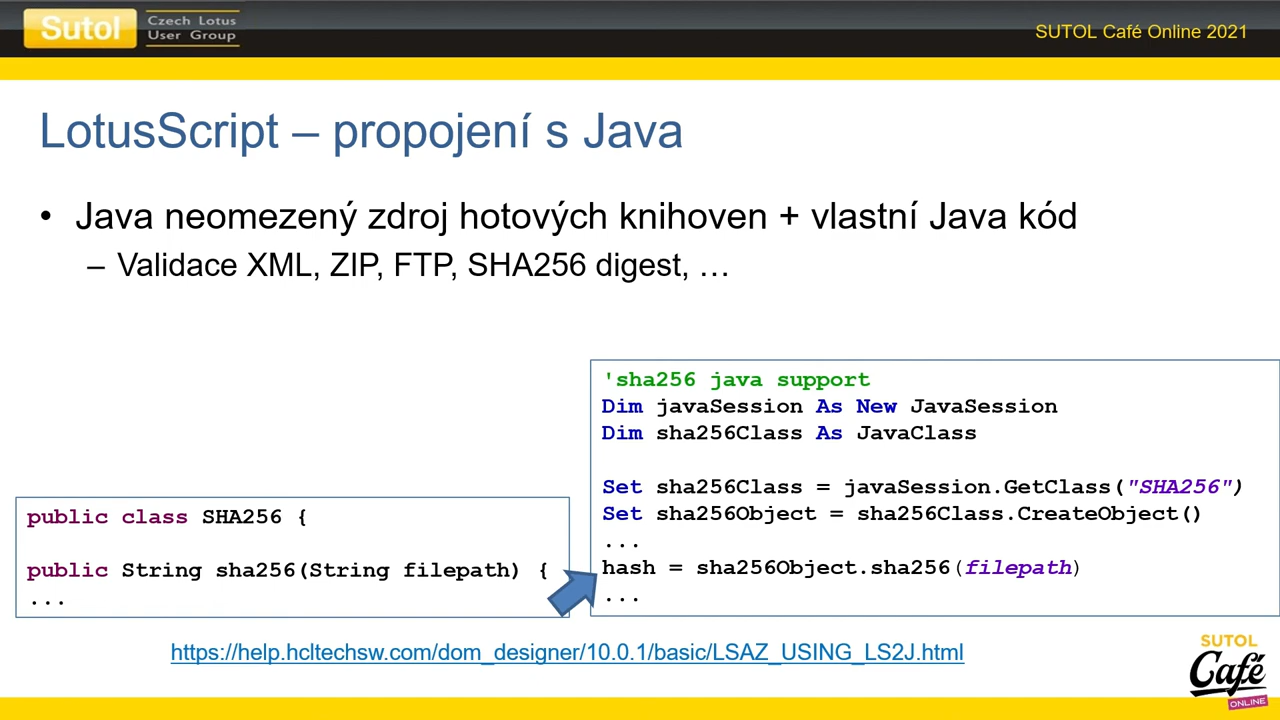 Sutol
Czech Lotus
User Group
SUTOL Café Online 2021
LotusScript – propojení s Java
• Java neomezený zdroj hotových knihoven + vlastní Java kód
– Validace XML, ZIP, FTP, SHA256 digest, …
public class SHA256 {
public String sha256(String filepath) {
...
'sha256 java support
Dim javaSession As New JavaSession
Dim sha256Class As JavaClass
Set sha256Class = javaSession.GetClass("SHA256")
Set sha256Object = sha256Class.CreateObject()
...
hash = sha256Object.sha256(filepath)
...
https://help.hcltechsw.com/dom_designer/10.0.1/basic/LSAZ_USING_LS2J.html
SUTOL
Café
ONLINE